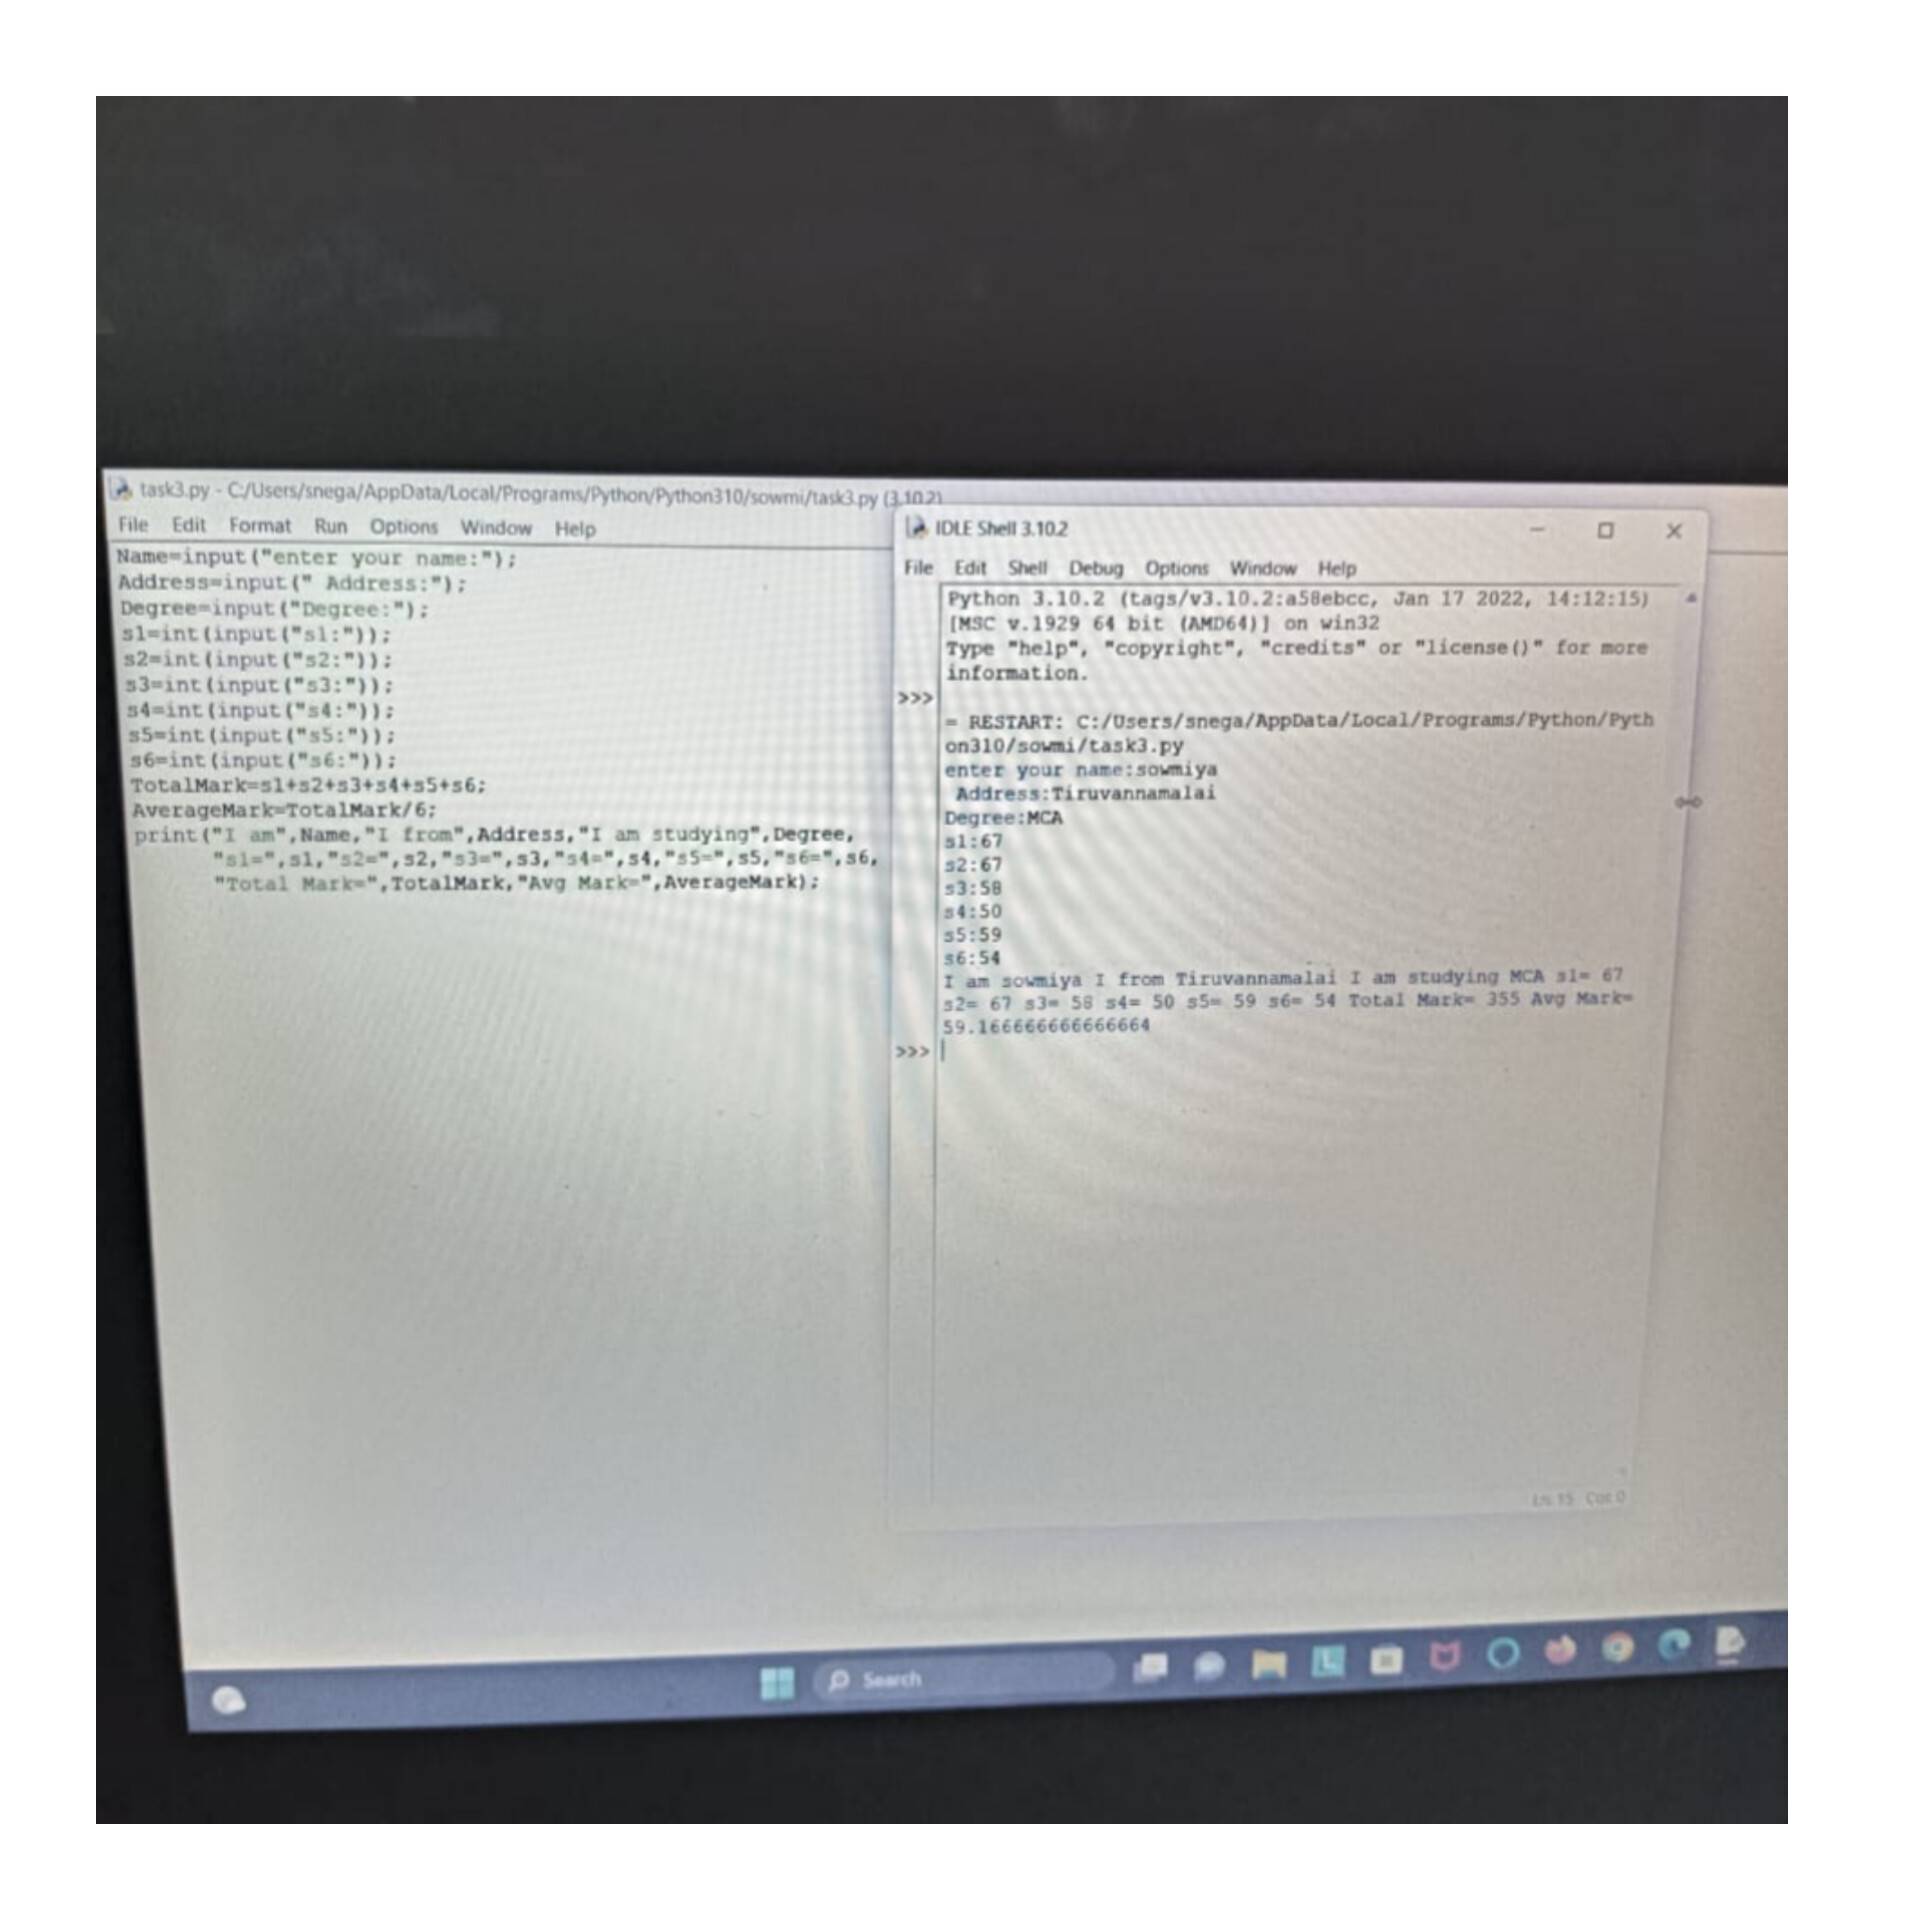 task3.py - C:/Users/snega/AppData/Local/Programs/Python/Python310/sowmi/task3.py (3.10.2)
File Edit Format Run Options Window Help
Name=input("enter your name:");
Address=input(" Address:");
Degree=input("Degree:");
s1=int(input("s1:"));
s2=int(input("s2:"));
s3=int(input("s3:"));
s4=int(input("s4:"));
s5=int(input("s5:"));
s6=int(input("s6:"));
TotalMark=s1+s2+s3+s4+s5+s6;
AverageMark=TotalMark/6;
print("I am",Name,"I from",Address,"I am studying",Degree,
"s1=",s1,"s2=",s2,"s3=",s3,"s4=",s4,"s5=",s5,"s6=",s6,
"Total Mark=",TotalMark,"Avg Mark=",AverageMark);
IDLE Shell 3.10.2
File Edit Shell Debug Options Window Help
Python 3.10.2 (tags/v3.10.2:a58ebcc, Jan 17 2022, 14:12:15)
[MSC v.1929 64 bit (AMD64)] on win32
Type "help", "copyright", "credits" or "license()" for more
information.
>>>
= RESTART: C:/Users/snega/AppData/Local/Programs/Python/Pyth
on310/sowmi/task3.py
enter your name:sowmiya
Address:Tiruvannamalai
Degree:MCA
s1:67
s2:67
s3:58
s4:50
s5:59
s6:54
I am sowmiya I from Tiruvannamalai I am studying MCA s1= 67
s2= 67 s3= 58 s4= 50 s5= 59 s6= 54 Total Mark= 355 Avg Mark=
59.166666666666664
>>>
Ln: 15 Col: 0
Search